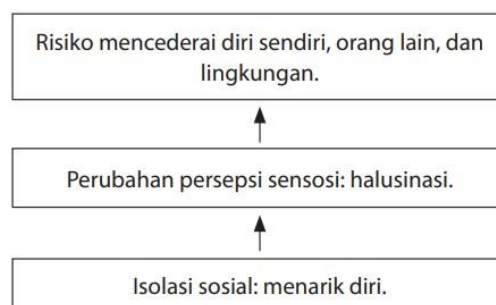 Risiko mencederai diri sendiri, orang lain, dan
lingkungan.
Perubahan persepsi sensosi: halusinasi.
Isolasi sosial: menarik diri.